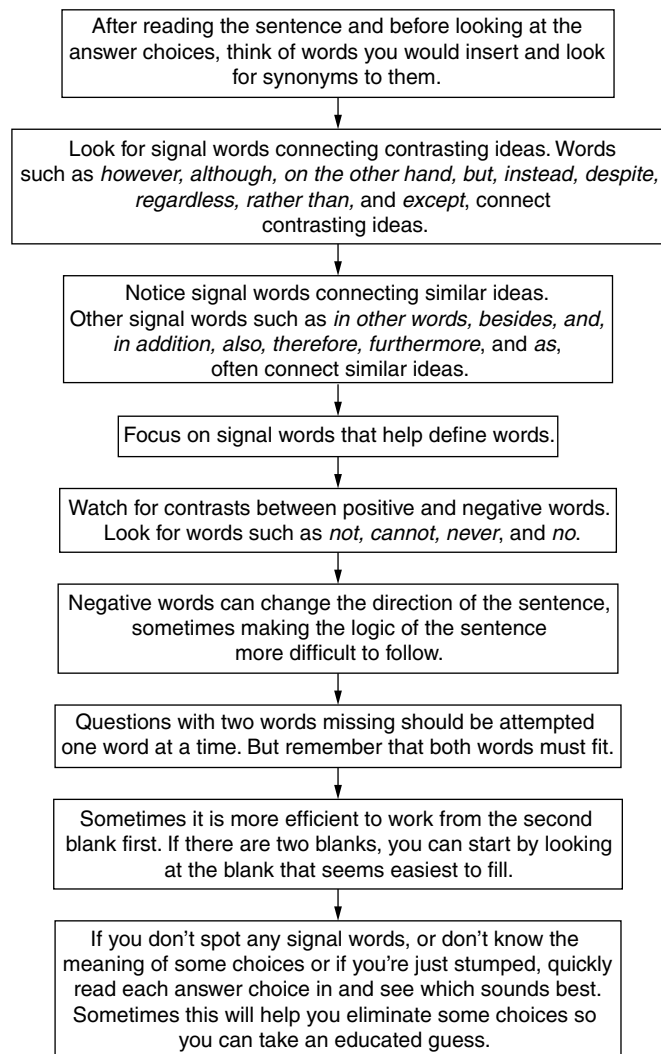 After reading the sentence and before looking at the
answer choices, think of words you would insert and look
for synonyms to them.
Look for signal words connecting contrasting ideas. Words
such as however, although, on the other hand, but, instead, despite,
regardless, rather than, and except, connect
contrasting ideas.
Notice signal words connecting similar ideas.
Other signal words such as in other words, besides, and,
in addition, also, therefore, furthermore, and as,
often connect similar ideas.
Focus on signal words that help define words.
Watch for contrasts between positive and negative words.
Look for words such as not, cannot, never, and no.
Negative words can change the direction of the sentence,
sometimes making the logic of the sentence
more difficult to follow.
Questions with two words missing should be attempted
one word at a time. But remember that both words must fit.
Sometimes it is more efficient to work from the second
blank first. If there are two blanks, you can start by looking
at the blank that seems easiest to fill.
If you don’t spot any signal words, or don’t know the
meaning of some choices or if you’re just stumped, quickly
read each answer choice in and see which sounds best.
Sometimes this will help you eliminate some choices so
you can take an educated guess.